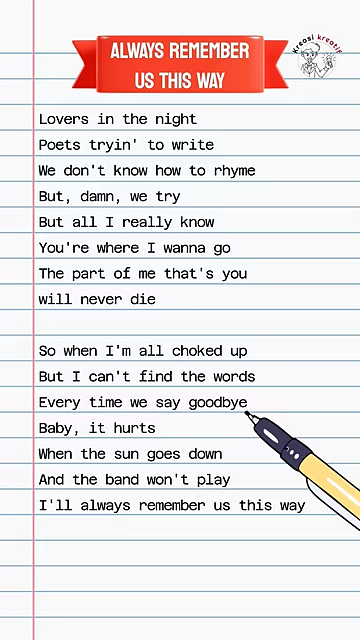 ALWAYS REMEMBER
US THIS WAY
Kreasi kreatif
Lovers in the night
Poets tryin' to write
We don't know how to rhyme
But, damn, we try
But all I really know
You're where I wanna go
The part of me that's you
will never die
So when I'm all choked up
But I can't find the words
Every time we say goodbye
Baby, it hurts
When the sun goes down
And the band won't play
I'll always remember us this way